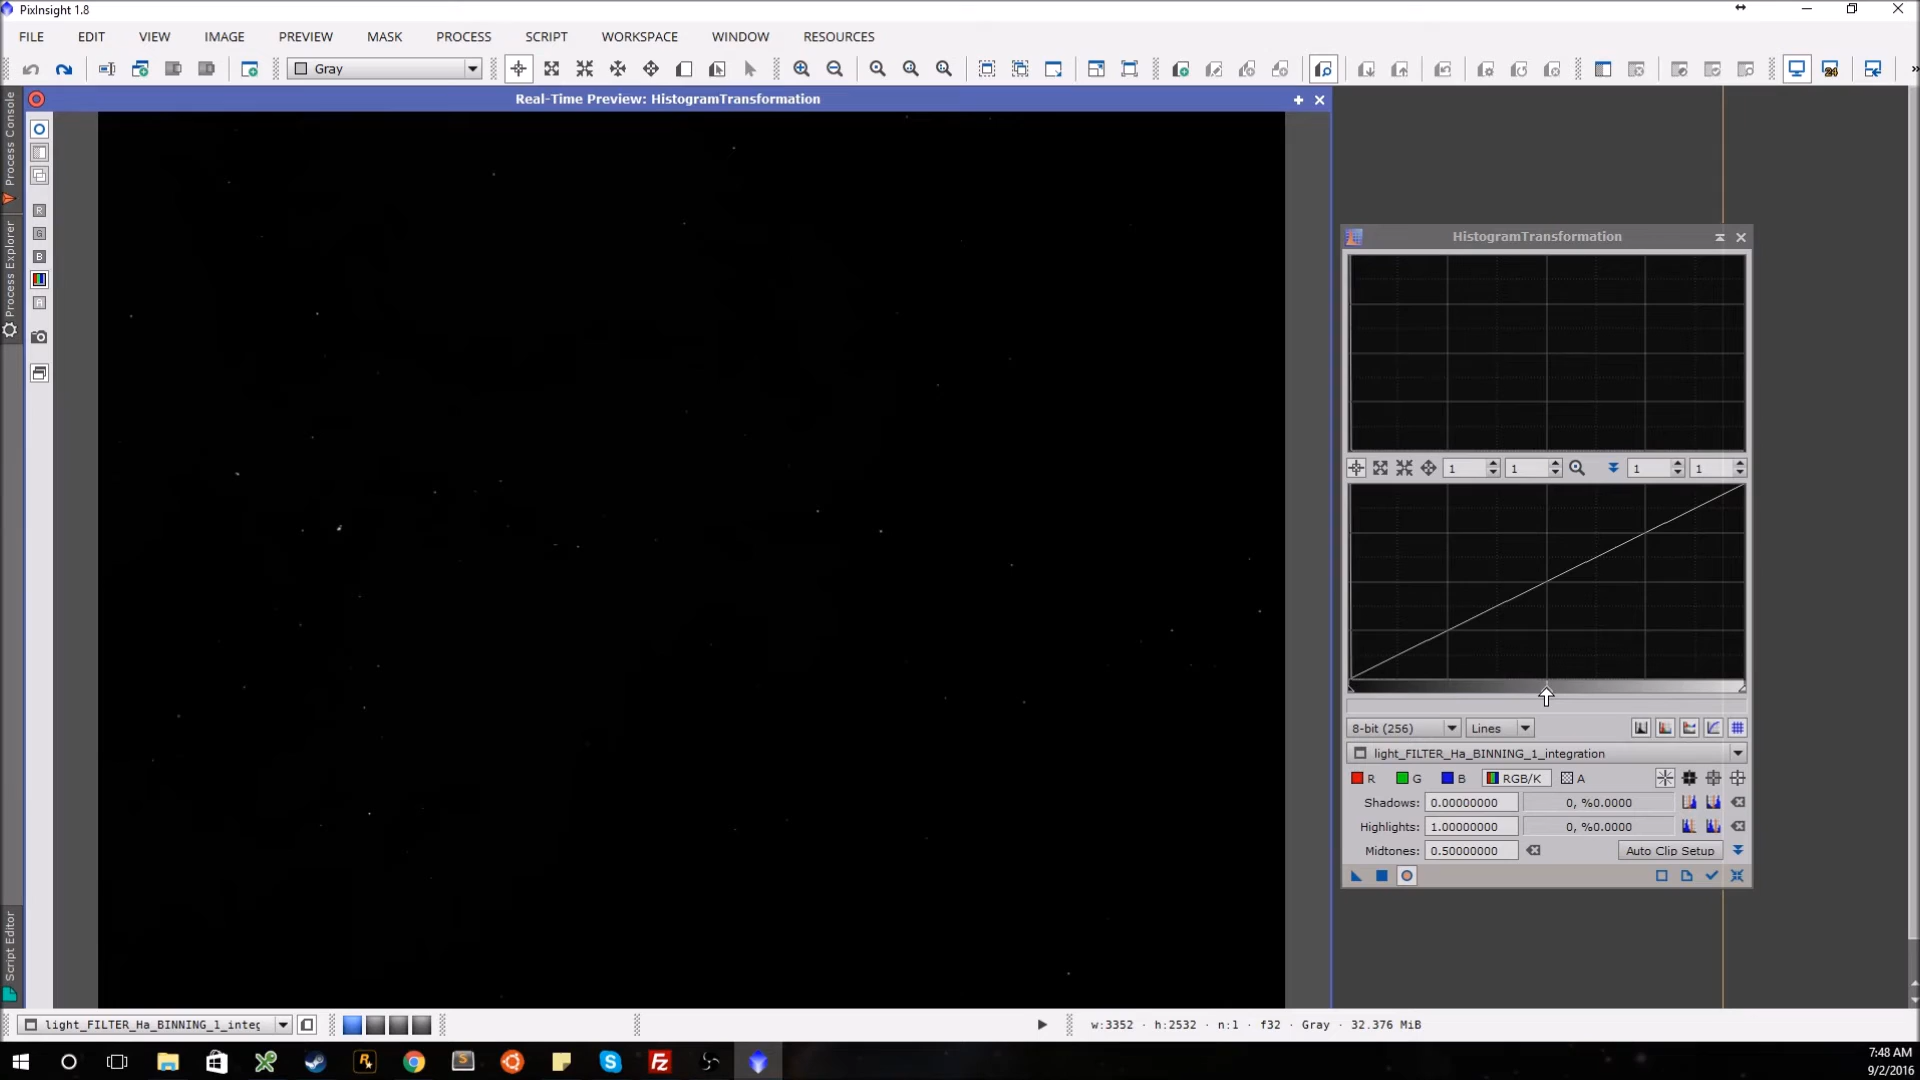 PixInsight 1.8
FILE EDIT VIEW IMAGE PREVIEW MASK PROCESS SCRIPT WORKSPACE WINDOW RESOURCES
Gray
24
Real-Time Preview: HistogramTransformation
Process Console
Process Explorer
Script Editor
R
G
B
HistogramTransformation
1 1 1 1
8-bit (256) Lines
light_FILTER_Ha_BINNING_1_integration
R G B RGB/K A
Shadows: 0.00000000 0, %0.0000
Highlights: 1.00000000 0, %0.0000
Midtones: 0.50000000 Auto Clip Setup
light_FILTER_Ha_BINNING_1_integ
w:3352 · h:2532 · n:1 · f32 · Gray · 32.376 MiB
7:48 AM
9/2/2016